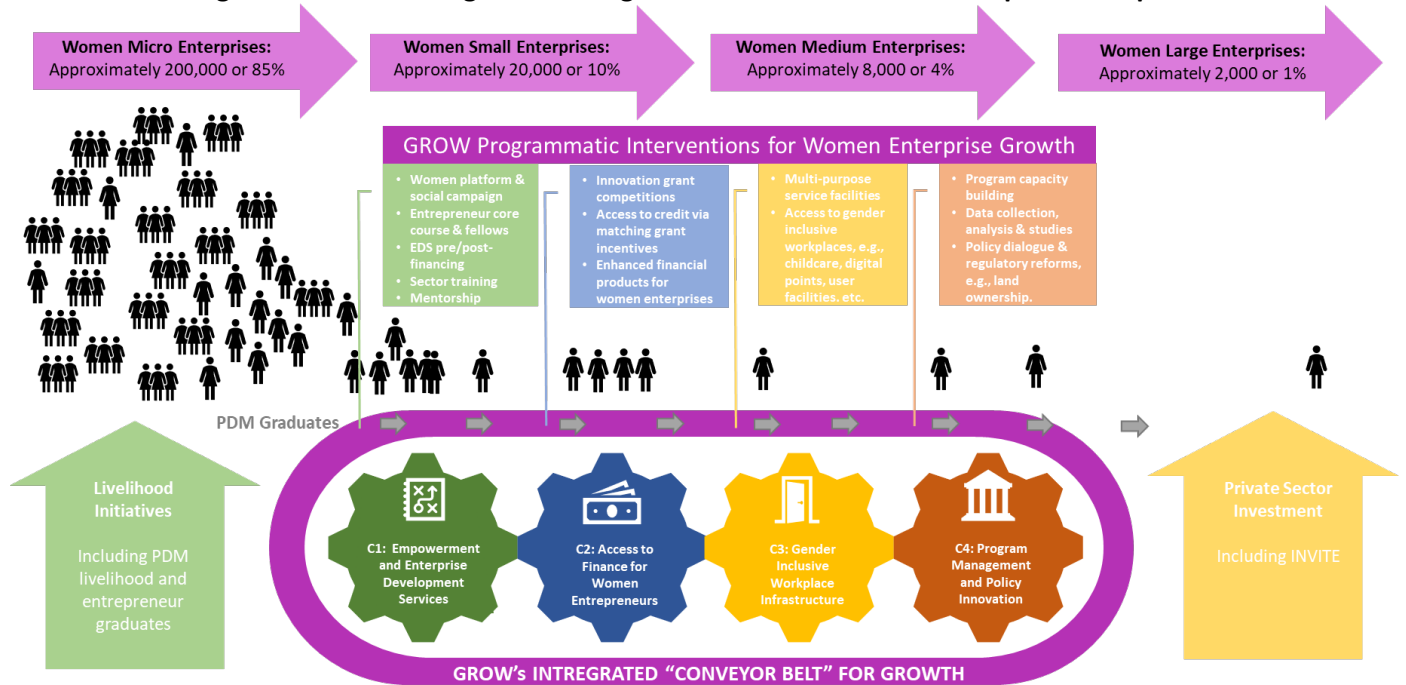 Women Micro Enterprises:
Approximately 200,000 or 85%
Women Small Enterprises:
Approximately 20,000 or 10%
Women Medium Enterprises:
Approximately 8,000 or 4%
Women Large Enterprises:
Approximately 2,000 or 1%
GROW Programmatic Interventions for Women Enterprise Growth
• Women platform &
social campaign
• Entrepreneur core
course & fellows
• EDS pre/post-
financing
• Sector training
• Mentorship
• Innovation grant
competitions
• Access to credit via
matching grant
incentives
• Enhanced financial
products for
women enterprises
• Multi-purpose
service facilities
• Access to gender
inclusive
workplaces, e.g.,
childcare, digital
points, user
facilities. etc.
• Program capacity
building
• Data collection,
analysis & studies
• Policy dialogue &
regulatory reforms,
e.g., land
ownership.
PDM Graduates
Livelihood
Initiatives
Including PDM
livelihood and
entrepreneur
graduates
C1: Empowerment
and Enterprise
Development
Services
C2: Access to
Finance for
Women
Entrepreneurs
C3: Gender
Inclusive
Workplace
Infrastructure
C4: Program
Management
and Policy
Innovation
Private Sector
Investment
Including INVITE
GROW's INTREGRATED "CONVEYOR BELT" FOR GROWTH